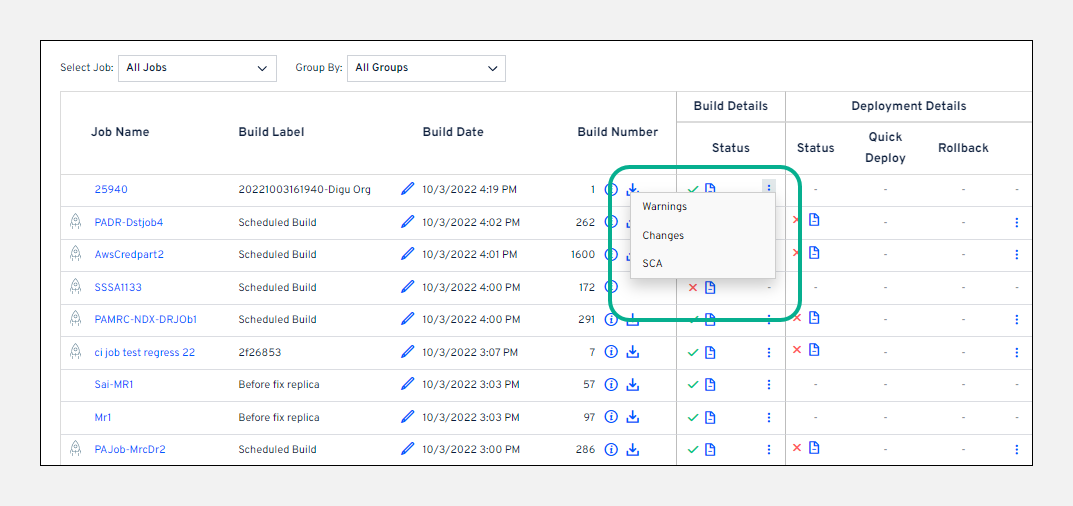 Select Job: All Jobs Group By: All Groups
Build Details Deployment Details
Job Name Build Label Build Date Build Number
Status Status Quick Deploy Rollback
25940 20221003161940-Digu Org 10/3/2022 4:19 PM 1 - - -
Warnings
PADR-Dstjob4 Scheduled Build 10/3/2022 4:02 PM 262 - -
Changes
AwsCredpart2 Scheduled Build 10/3/2022 4:01 PM 1600 - -
SCA
SSSA1133 Scheduled Build 10/3/2022 4:00 PM 172 - - - -
PAMRC-NDX-DRJOb1 Scheduled Build 10/3/2022 4:00 PM 291 - -
ci job test regress 22 2f26853 10/3/2022 3:07 PM 7 - -
Sai-MR1 Before fix replica 10/3/2022 3:03 PM 57 - - -
Mr1 Before fix replica 10/3/2022 3:03 PM 97 - - -
PAJob-MrcDr2 Scheduled Build 10/3/2022 3:00 PM 286 - -